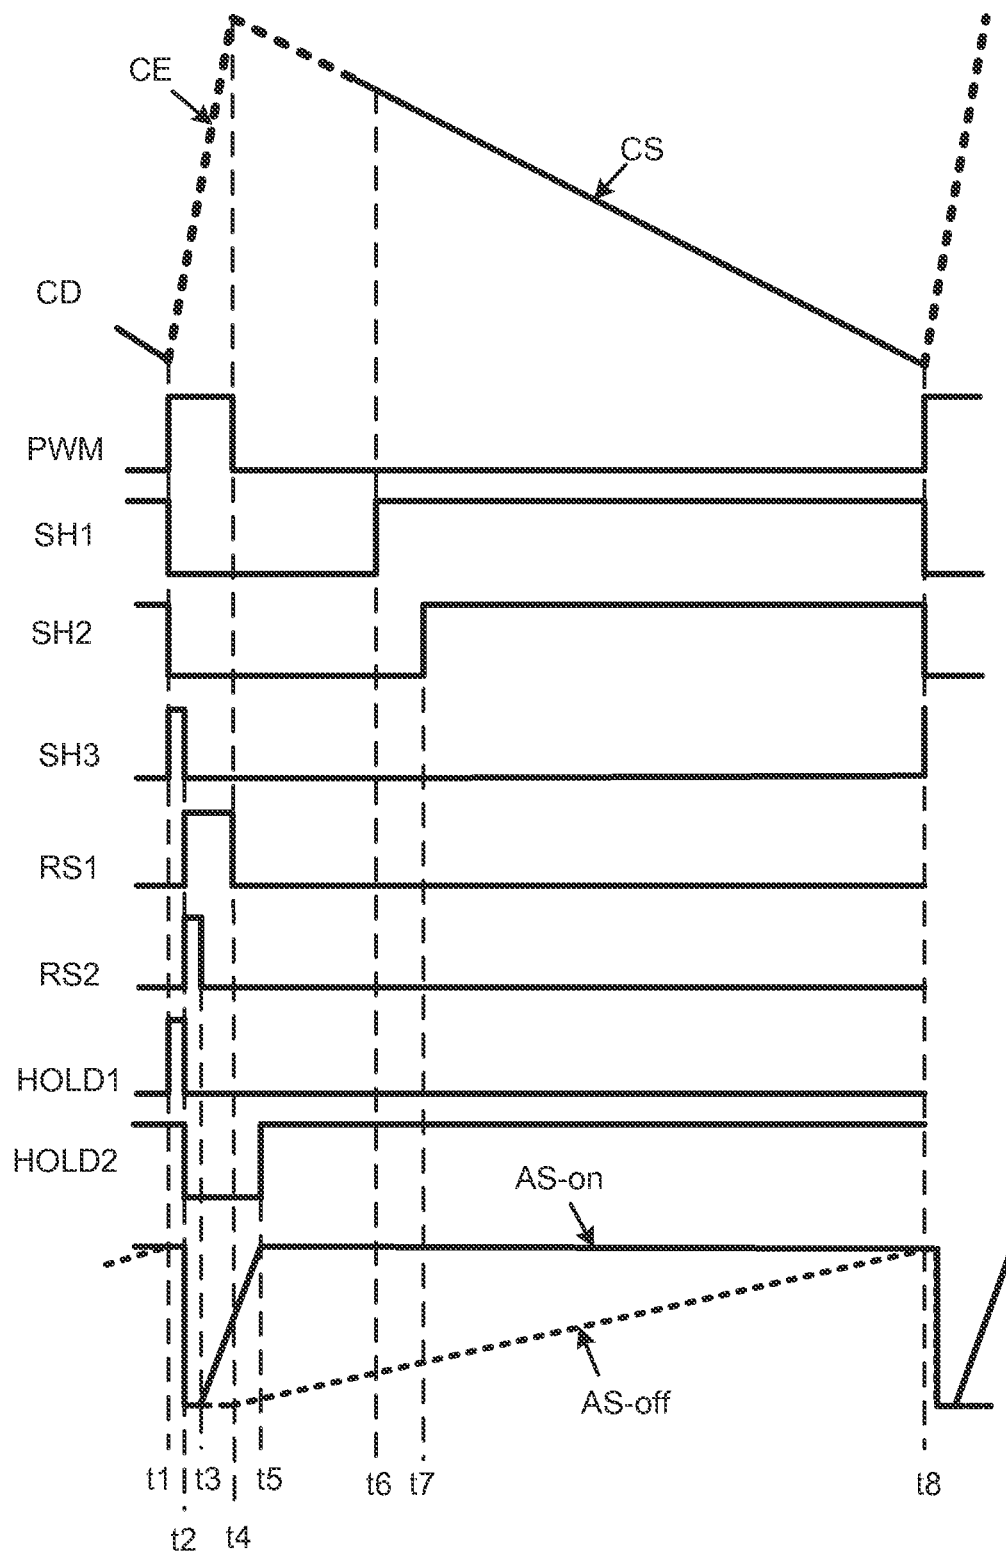 CE
CS
CD
PWM
SH1
SH2
SH3
RS1
RS2
HOLD1
HOLD2
AS-on
AS-off
t1 t3 t5 t6 t7 t8
t2 t4